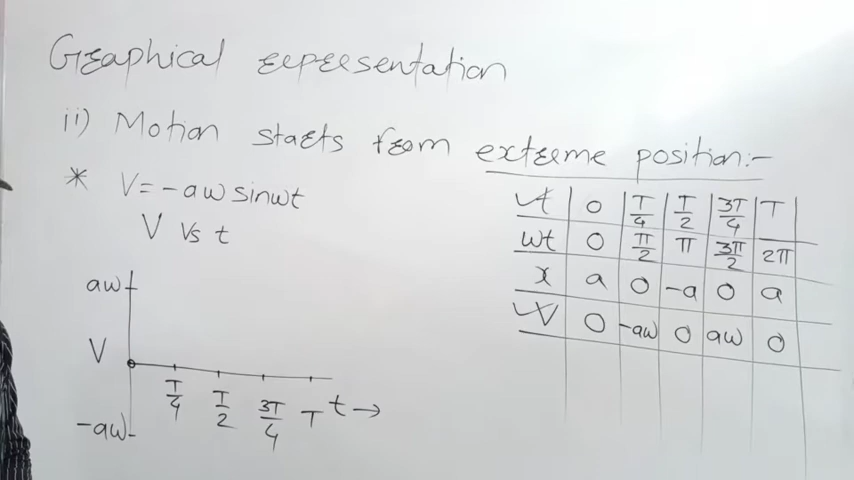 Graphical representation
ii) Motion starts from extreme position:-
* V = -aω sinωt
V Vs t
t | 0 | T/4 | T/2 | 3T/4 | T
ωt | 0 | π/2 | π | 3π/2 | 2π
x | a | 0 | -a | 0 | a
V | 0 | -aω | 0 | aω | 0
aω
V
-aω
T/4 T/2 3T/4 T t →